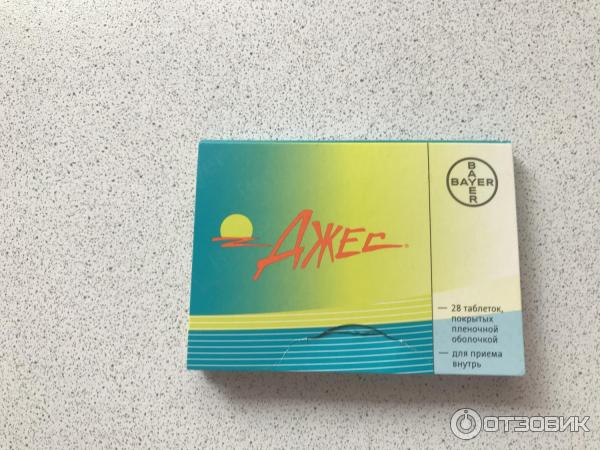 BAYER
BAYER
Джес®
— 28 таблеток,
покрытых
пленочной
оболочкой
— для приема
внутрь
ОТЗОВИК